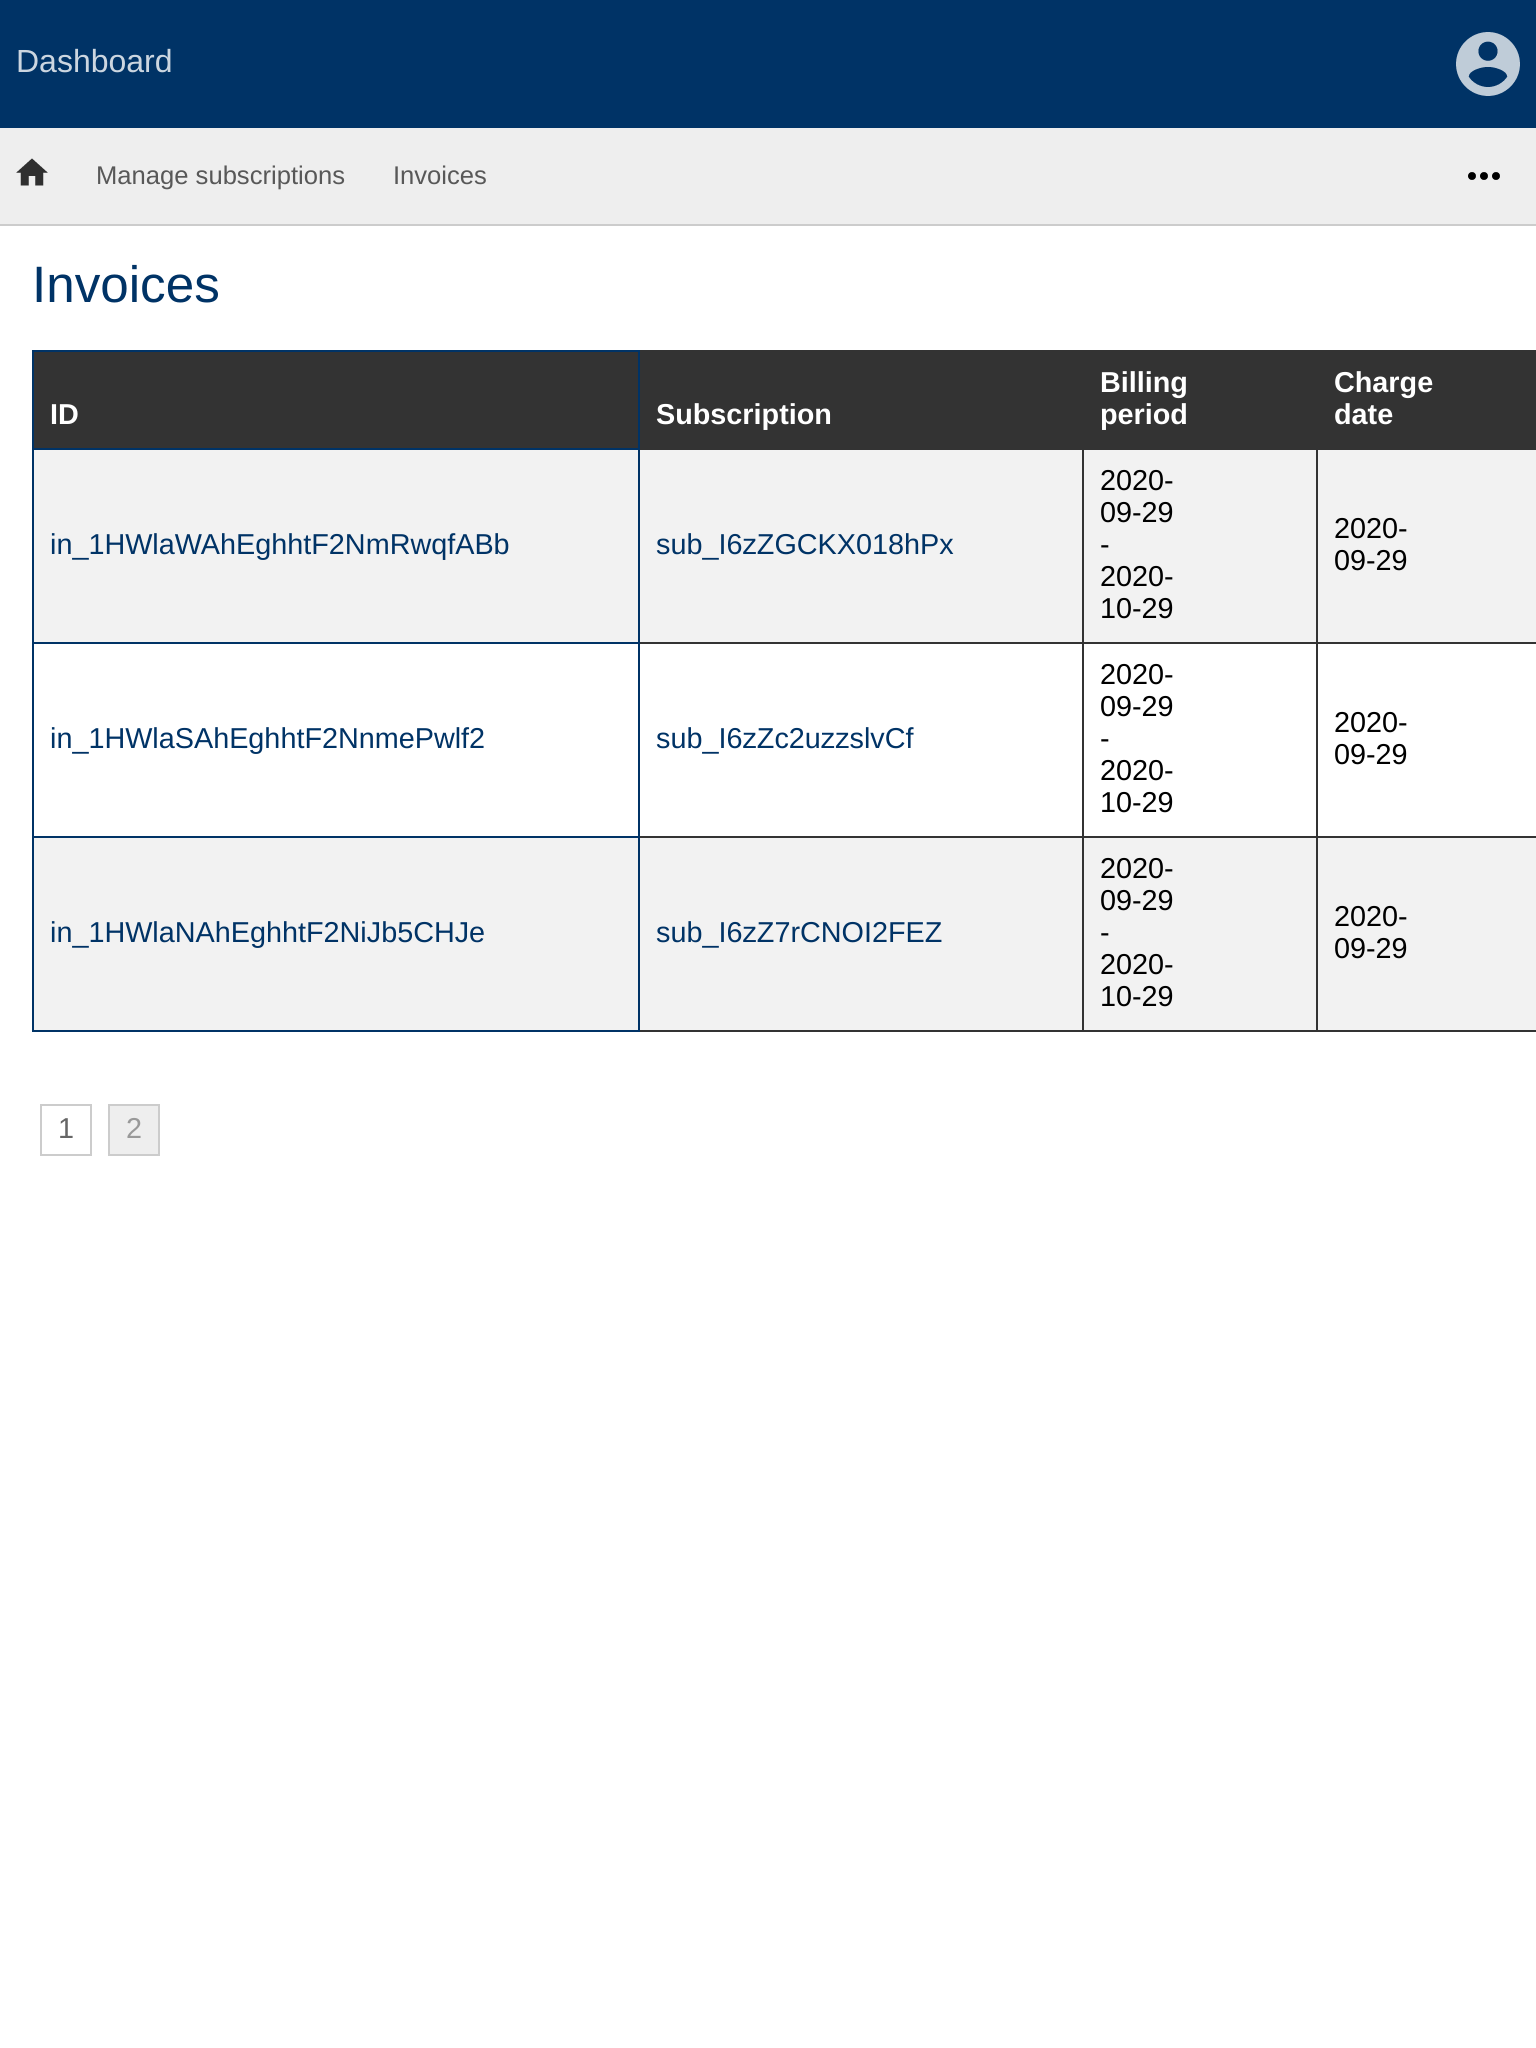 Dashboard
Manage subscriptions Invoices
Invoices
ID Subscription Billing period Charge date
in_1HWlaWAhEghhtF2NmRwqfABb sub_I6zZGCKX018hPx 2020-09-29 - 2020-10-29 2020-09-29
in_1HWlaSAhEghhtF2NnmePwlf2 sub_I6zZc2uzzslvCf 2020-09-29 - 2020-10-29 2020-09-29
in_1HWlaNAhEghhtF2NiJb5CHJe sub_I6zZ7rCNOI2FEZ 2020-09-29 - 2020-10-29 2020-09-29
1 2